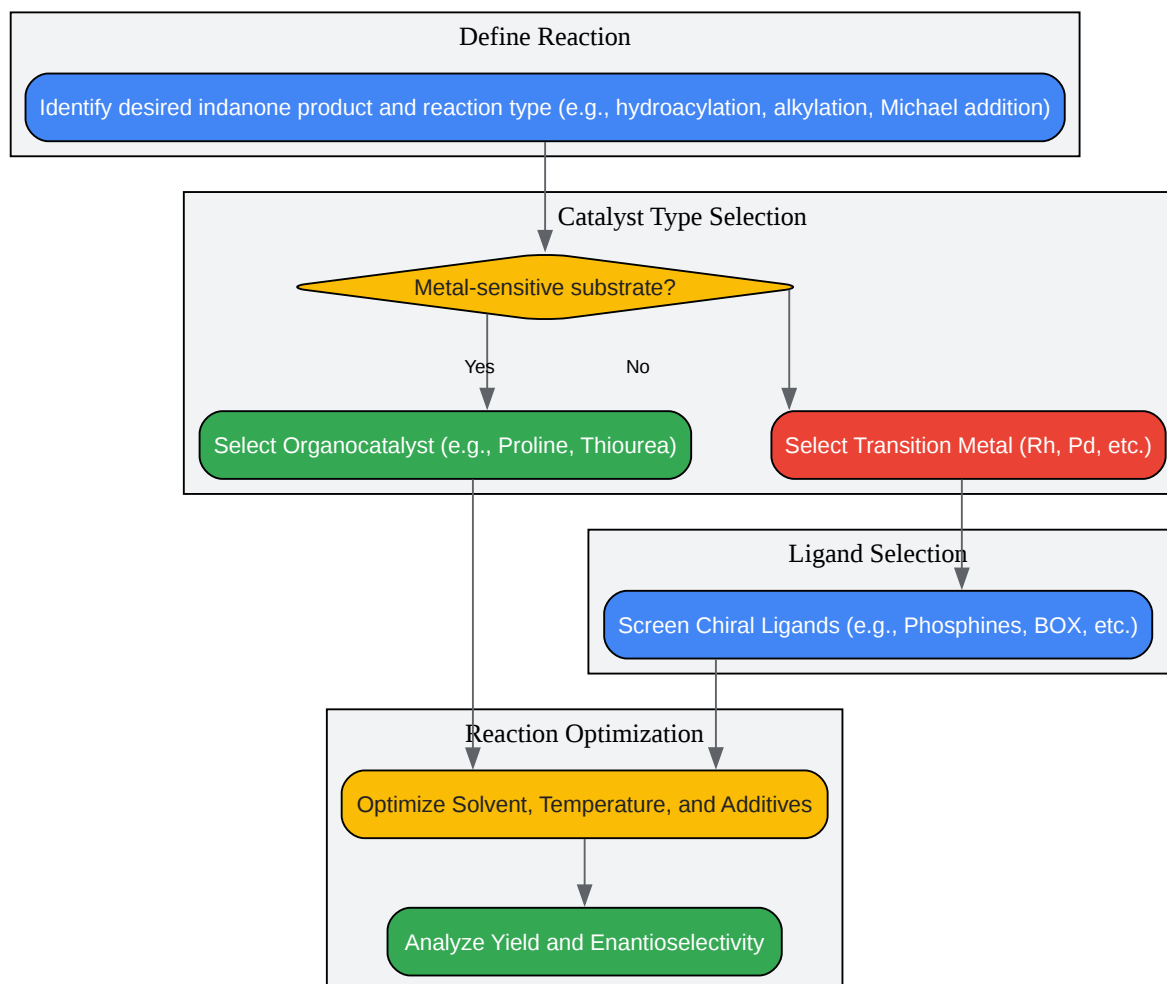 Define Reaction
Identify desired indanone product and reaction type (e.g., hydroacylation, alkylation, Michael addition)
Catalyst Type Selection
Metal-sensitive substrate?
Yes
No
Select Organocatalyst (e.g., Proline, Thiourea)
Select Transition Metal (Rh, Pd, etc.)
Ligand Selection
Screen Chiral Ligands (e.g., Phosphines, BOX, etc.)
Reaction Optimization
Optimize Solvent, Temperature, and Additives
Analyze Yield and Enantioselectivity